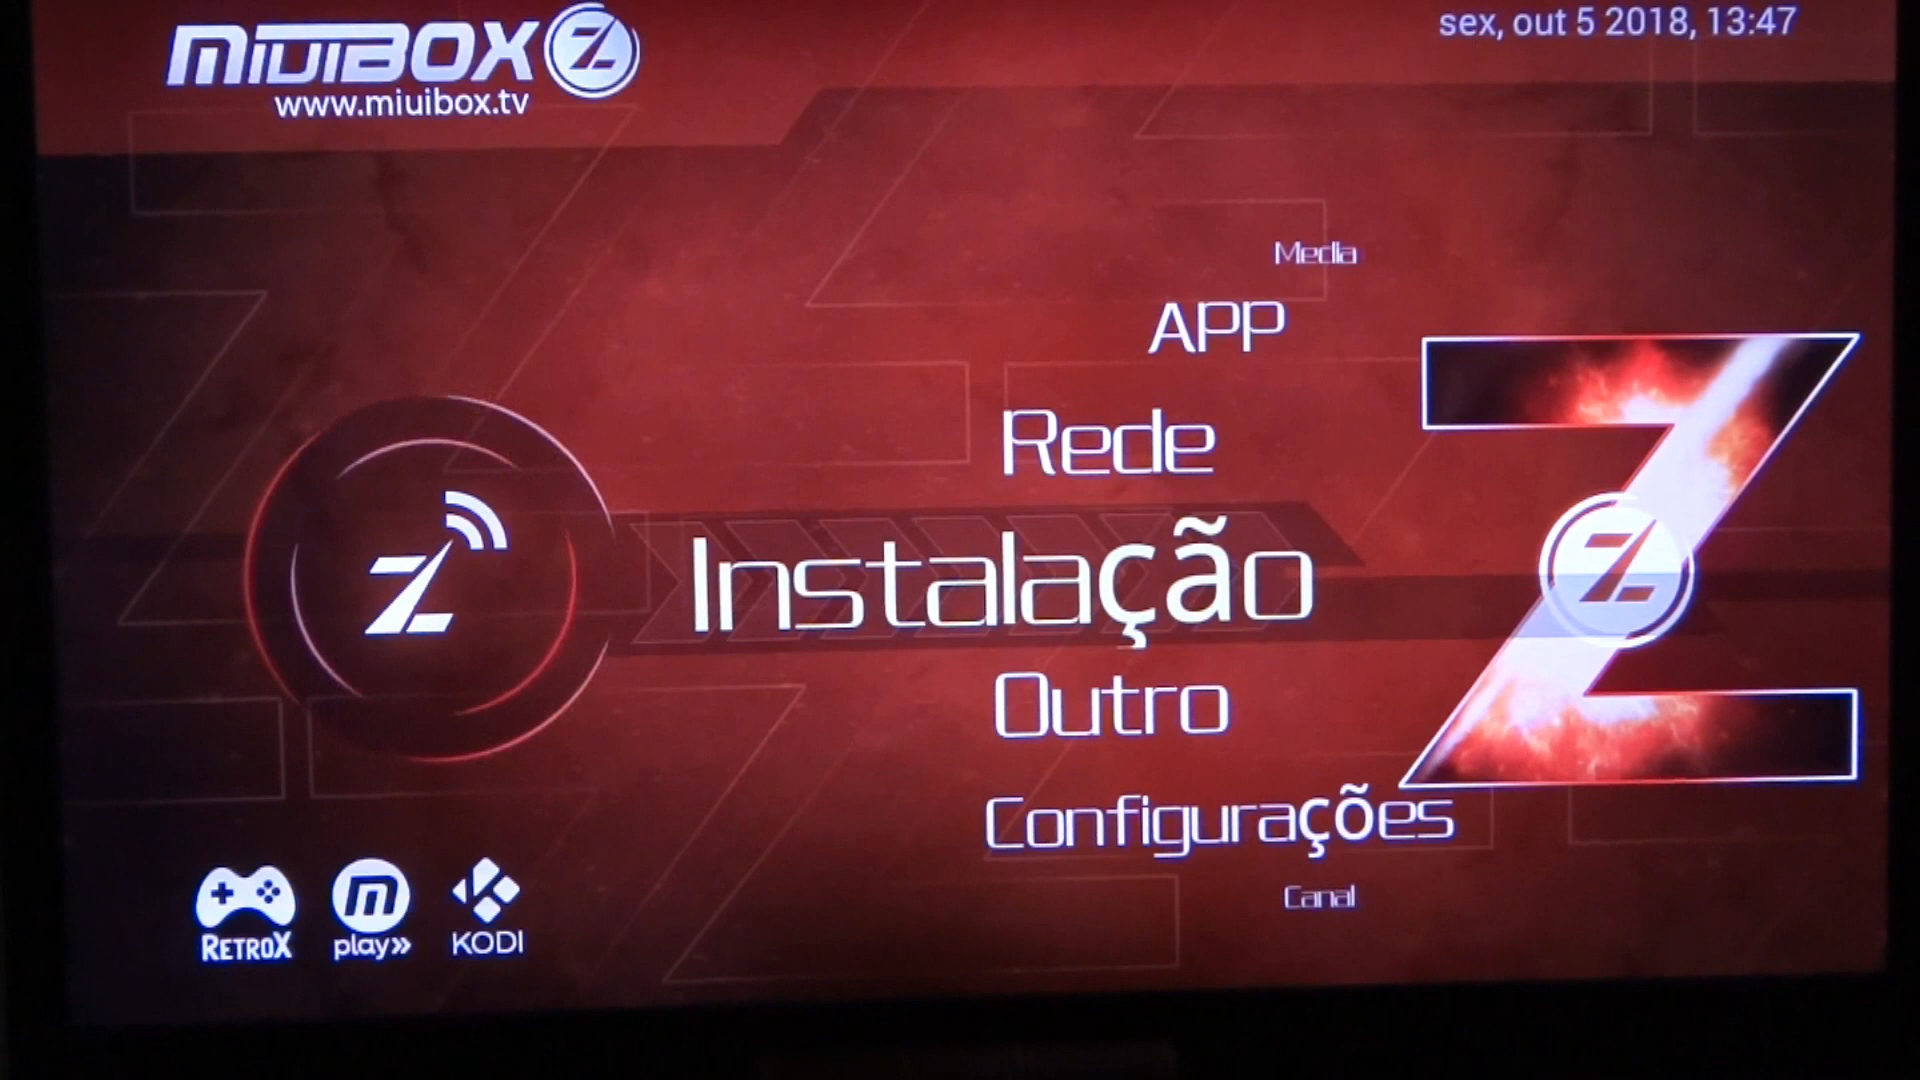 MIUIBOX Z
www.miuibox.tv
sex, out 5 2018, 13:47
Media
APP
Rede
Instalação
Outro
Configurações
Canal
Z
Z
RETROX
m
play»
KODI